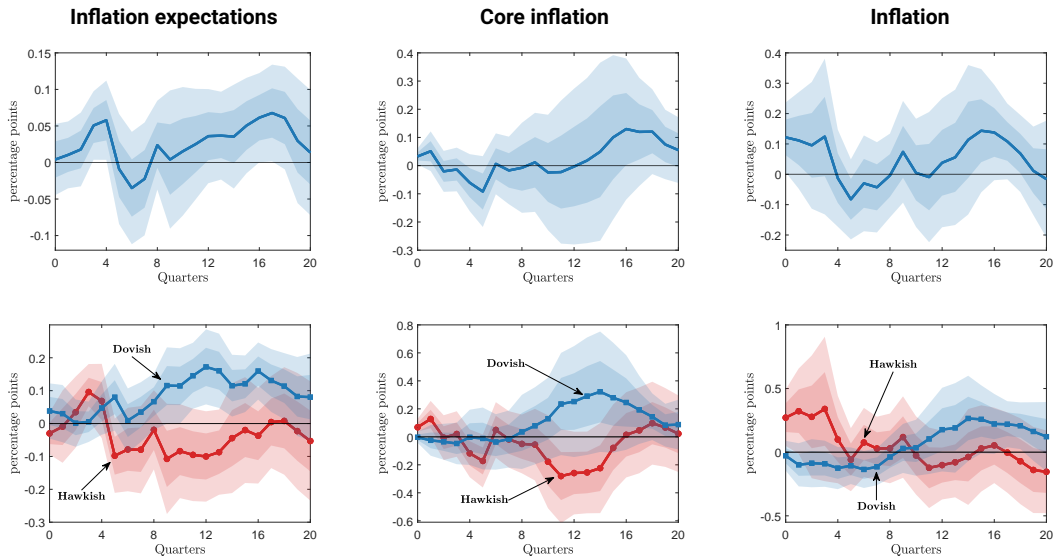 Inflation expectations
Core inflation
Inflation
percentage points
0.15
0.1
0.05
0
-0.05
-0.1
0 4 8 12 16 20
Quarters
percentage points
0.4
0.3
0.2
0.1
0
-0.1
-0.2
-0.3
0 4 8 12 16 20
Quarters
percentage points
0.4
0.3
0.2
0.1
0
-0.1
-0.2
0 4 8 12 16 20
Quarters
percentage points
0.2
0.1
0
-0.1
-0.2
-0.3
Dovish
Hawkish
0 4 8 12 16 20
Quarters
percentage points
0.8
0.6
0.4
0.2
0
-0.2
-0.4
-0.6
Dovish
Hawkish
0 4 8 12 16 20
Quarters
percentage points
1
0.5
0
-0.5
Hawkish
Dovish
0 4 8 12 16 20
Quarters